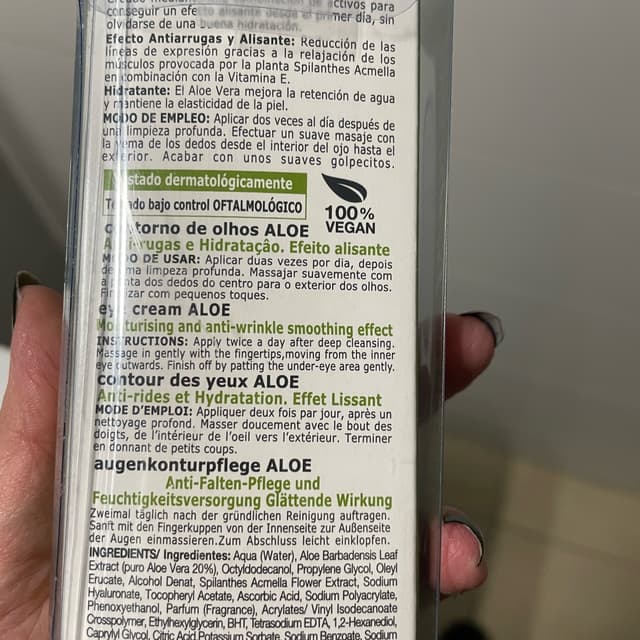 conseguir un efecto alisante desde el primer día, sin
olvidarse de una buena hidratación.
Efecto Antiarrugas y Alisante: Reducción de las
líneas de expresión gracias a la relajación de los
músculos provocada por la planta Spilanthes Acmella
en combinación con la Vitamina E.
Hidratante: El Aloe Vera mejora la retención de agua
y mantiene la elasticidad de la piel.
MODO DE EMPLEO: Aplicar dos veces al día después de
una limpieza profunda. Efectuar un suave masaje con
la yema de los dedos desde el interior del ojo hasta el
exterior. Acabar con unos suaves golpecitos.
Testado dermatológicamente
Testado bajo control OFTALMOLÓGICO
100%
VEGAN
contorno de olhos ALOE
Anti-rugas e Hidratação. Efeito alisante
MODO DE USAR: Aplicar duas vezes por dia, depois
de uma limpeza profunda. Massajar suavemente com
a ponta dos dedos do centro para o exterior dos olhos.
Finalizar com pequenos toques.
eye cream ALOE
Moisturising and anti-wrinkle smoothing effect
INSTRUCTIONS: Apply twice a day after deep cleansing.
Massage in gently with the fingertips,moving from the inner
eye outwards. Finish off by patting the under-eye area gently.
contour des yeux ALOE
Anti-rides et Hydratation. Effet Lissant
MODE D'EMPLOI: Appliquer deux fois par jour, après un
nettoyage profond. Masser doucement avec le bout des
doigts, de l'intérieur de l'oeil vers l'extérieur. Terminer
en donnant de petits coups.
augenkonturpflege ALOE
Anti-Falten-Pflege und
Feuchtigkeitsversorgung Glättende Wirkung
Zweimal täglich nach der gründlichen Reinigung auftragen.
Sanft mit den Fingerkuppen von der Innenseite zur Außenseite
der Augen einmassieren.Zum Abschluss leicht einklopfen.
INGREDIENTS/ Ingredientes: Aqua (Water), Aloe Barbadensis Leaf
Extract (puro Aloe Vera 20%), Octyldodecanol, Propylene Glycol, Oleyl
Erucate, Alcohol Denat, Spilanthes Acmella Flower Extract, Sodium
Hyaluronate, Tocopheryl Acetate, Ascorbic Acid, Sodium Polyacrylate,
Phenoxyethanol, Parfum (Fragrance), Acrylates/ Vinyl Isodecanoate
Crosspolymer, Ethylhexylglycerin, BHT, Tetrasodium EDTA, 1,2-Hexanediol,
Caprylyl Glycol, Citric Acid,Potassium Sorbate, Sodium Benzoate, Sodium